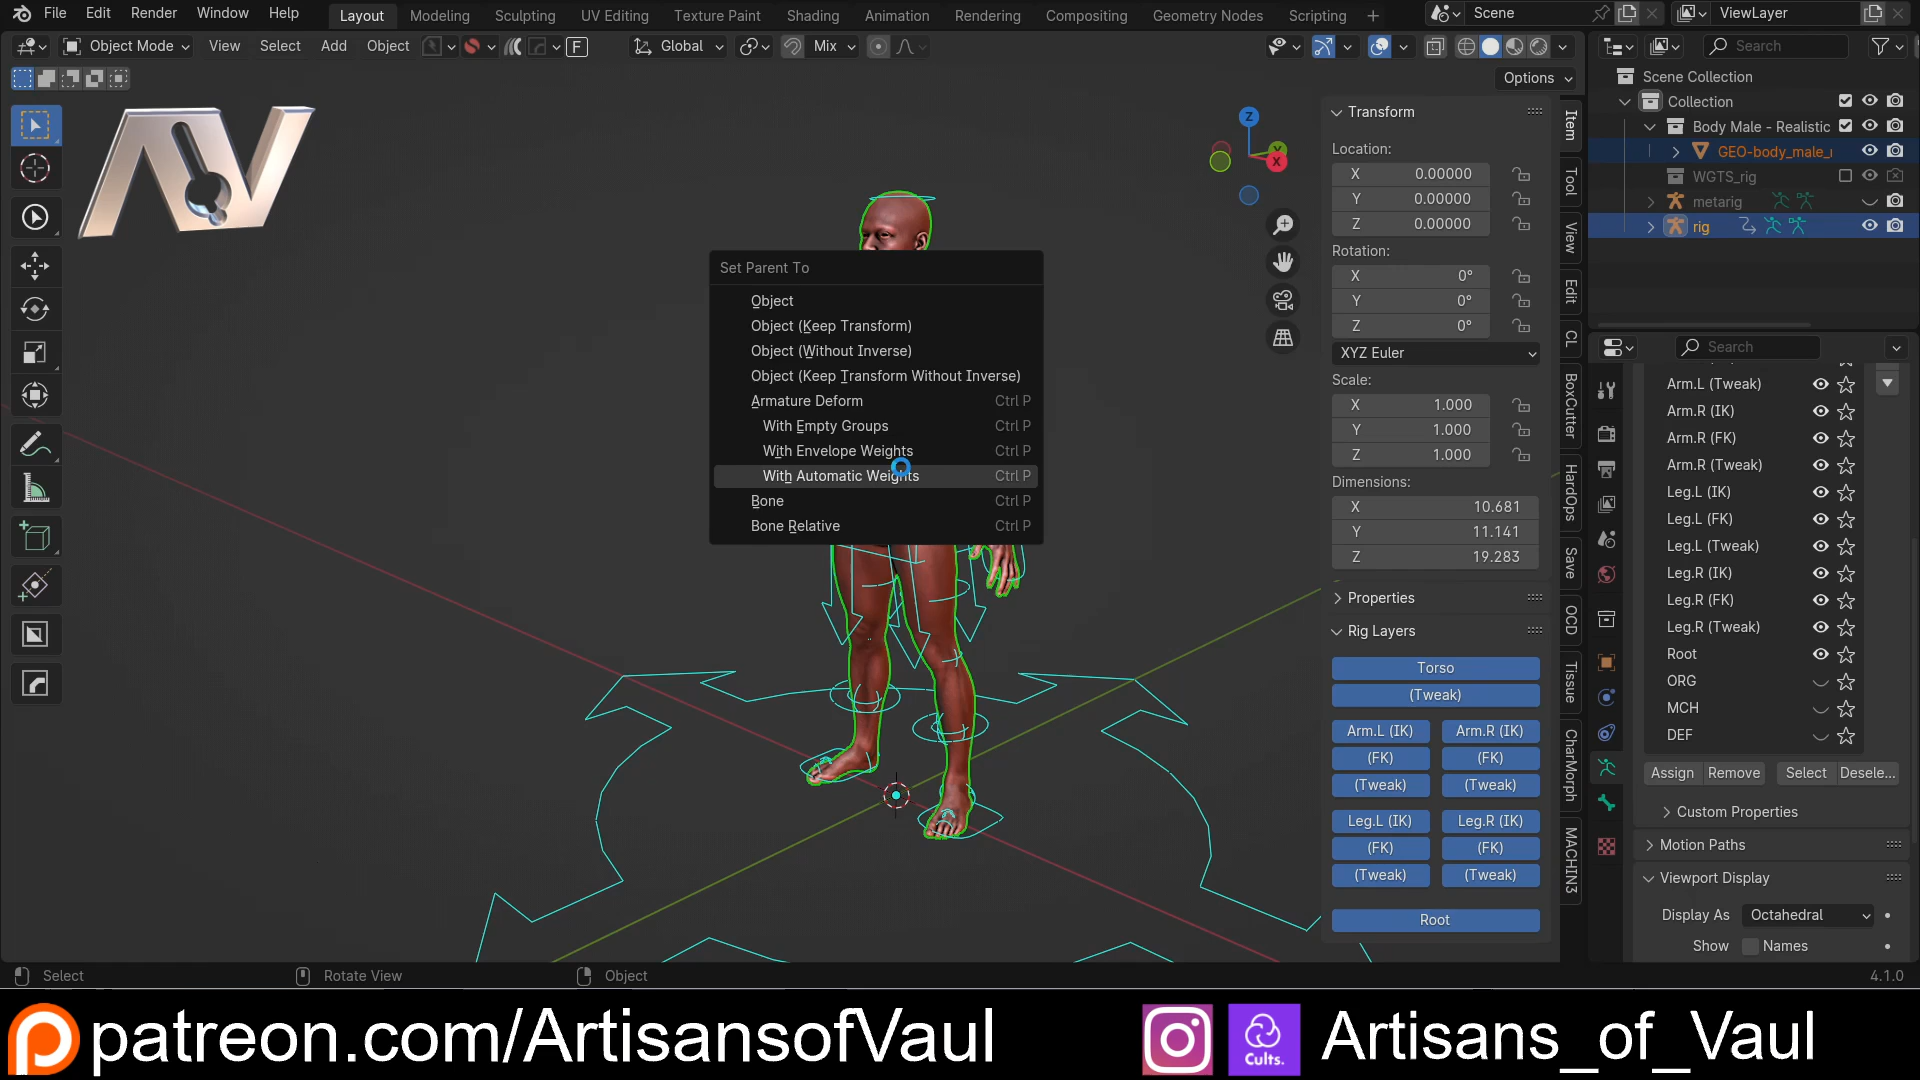 File Edit Render Window Help Layout Modeling Sculpting UV Editing Texture Paint Shading Animation Rendering Compositing Geometry Nodes Scripting + Scene ViewLayer
Object Mode View Select Add Object F Global Mix Search
Options
AV
Z
Y
X
Set Parent To
Object
Object (Keep Transform)
Object (Without Inverse)
Object (Keep Transform Without Inverse)
Armature Deform Ctrl P
With Empty Groups Ctrl P
With Envelope Weights Ctrl P
With Automatic Weights Ctrl P
Bone Ctrl P
Bone Relative Ctrl P
Transform
Location:
X 0.00000
Y 0.00000
Z 0.00000
Rotation:
X 0°
Y 0°
Z 0°
XYZ Euler
Scale:
X 1.000
Y 1.000
Z 1.000
Dimensions:
X 10.681
Y 11.141
Z 19.283
Properties
Rig Layers
Torso
(Tweak)
Arm.L (IK) Arm.R (IK)
(FK) (FK)
(Tweak) (Tweak)
Leg.L (IK) Leg.R (IK)
(FK) (FK)
(Tweak) (Tweak)
Root
Item
Tool
View
Edit
CL
BoxCutter
HardOps
Save
OCD
Tissue
CharMorph
MACHIN3
Scene Collection
Collection
Body Male - Realistic
GEO-body_male_
WGTS_rig
metarig
rig
Search
Arm.L (Tweak)
Arm.R (IK)
Arm.R (FK)
Arm.R (Tweak)
Leg.L (IK)
Leg.L (FK)
Leg.L (Tweak)
Leg.R (IK)
Leg.R (FK)
Leg.R (Tweak)
Root
ORG
MCH
DEF
Assign Remove Select Desele...
Custom Properties
Motion Paths
Viewport Display
Display As Octahedral
Show Names
Select Rotate View Object 4.1.0
patreon.com/ArtisansofVaul Cults. Artisans_of_Vaul